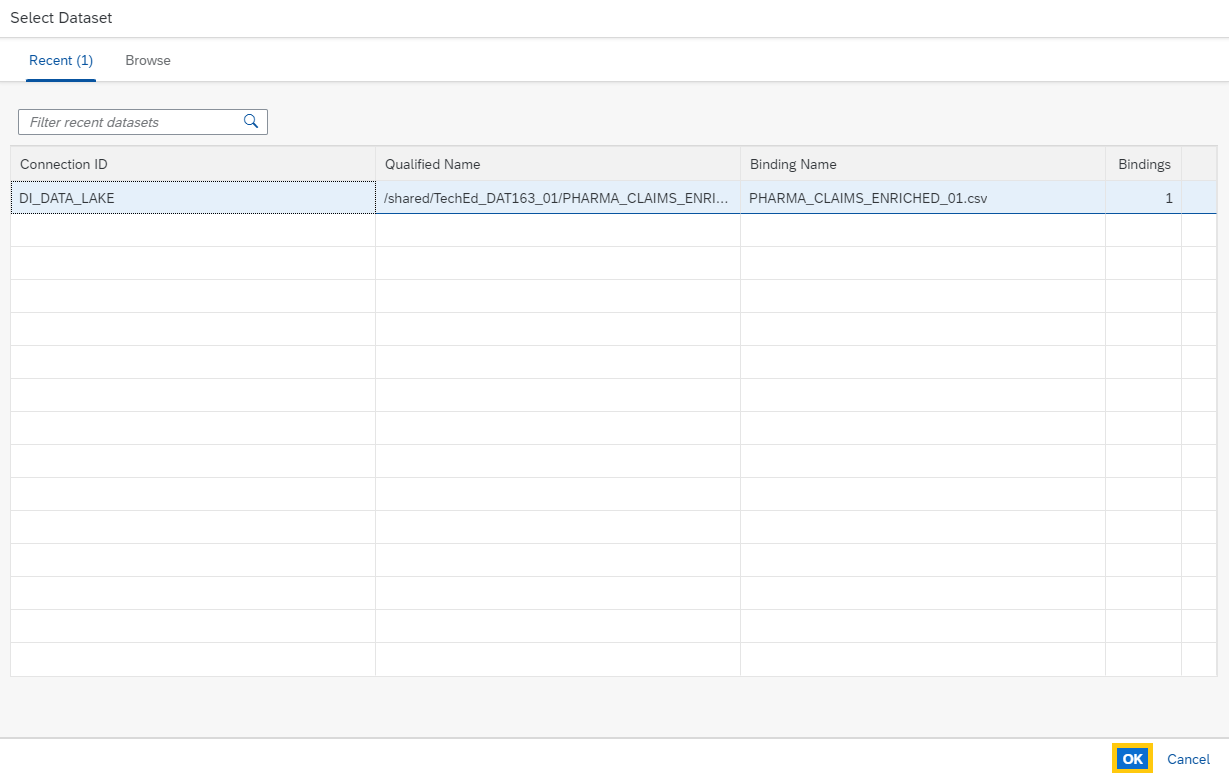 Select Dataset
Recent (1) Browse
Filter recent datasets
Connection ID Qualified Name Binding Name Bindings
DI_DATA_LAKE /shared/TechEd_DAT163_01/PHARMA_CLAIMS_ENRI... PHARMA_CLAIMS_ENRICHED_01.csv 1
OK Cancel